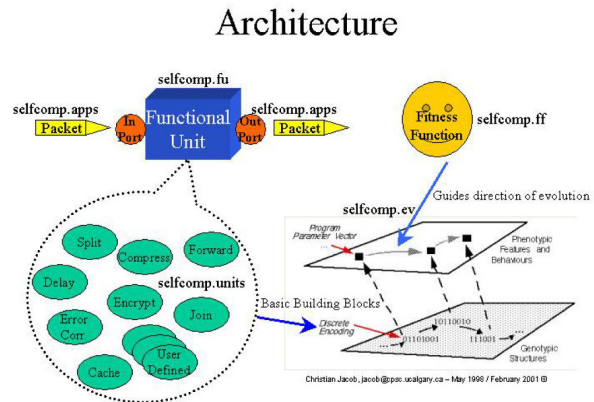 Architecture
selfcomp.fu
selfcomp.apps
selfcomp.apps
Packet
In
Port
Functional
Unit
Out
Port
Packet
Fitness
Function
selfcomp.ff
Guides direction of evolution
selfcomp.ev
Program
Parameter Vector
...
Phenotypic
Features and
Behaviours
Split
Compress
Forward
Delay
selfcomp.units
Encrypt
Join
Error
Corr.
User
Defined
Cache
Basic Building Blocks
Discrete
Encoding
...
01101001
10110010
111001
...
Genotypic
Structures
Christian Jacob, jacob@cpsc.ucalgary.ca – May 1998 / February 2001 ©